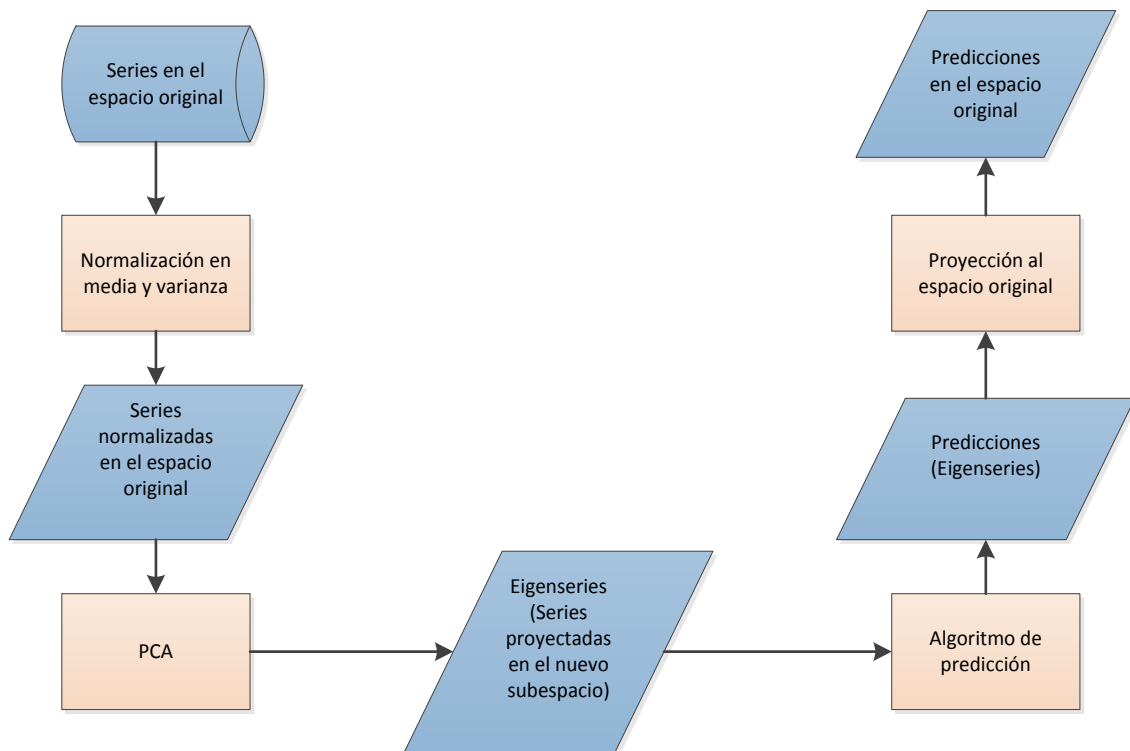 Series en el
espacio original
Normalización en
media y varianza
Series
normalizadas
en el espacio
original
PCA
Eigenseries
(Series
proyectadas
en el nuevo
subespacio)
Algoritmo de
predicción
Predicciones
(Eigenseries)
Proyección al
espacio original
Predicciones
en el espacio
original